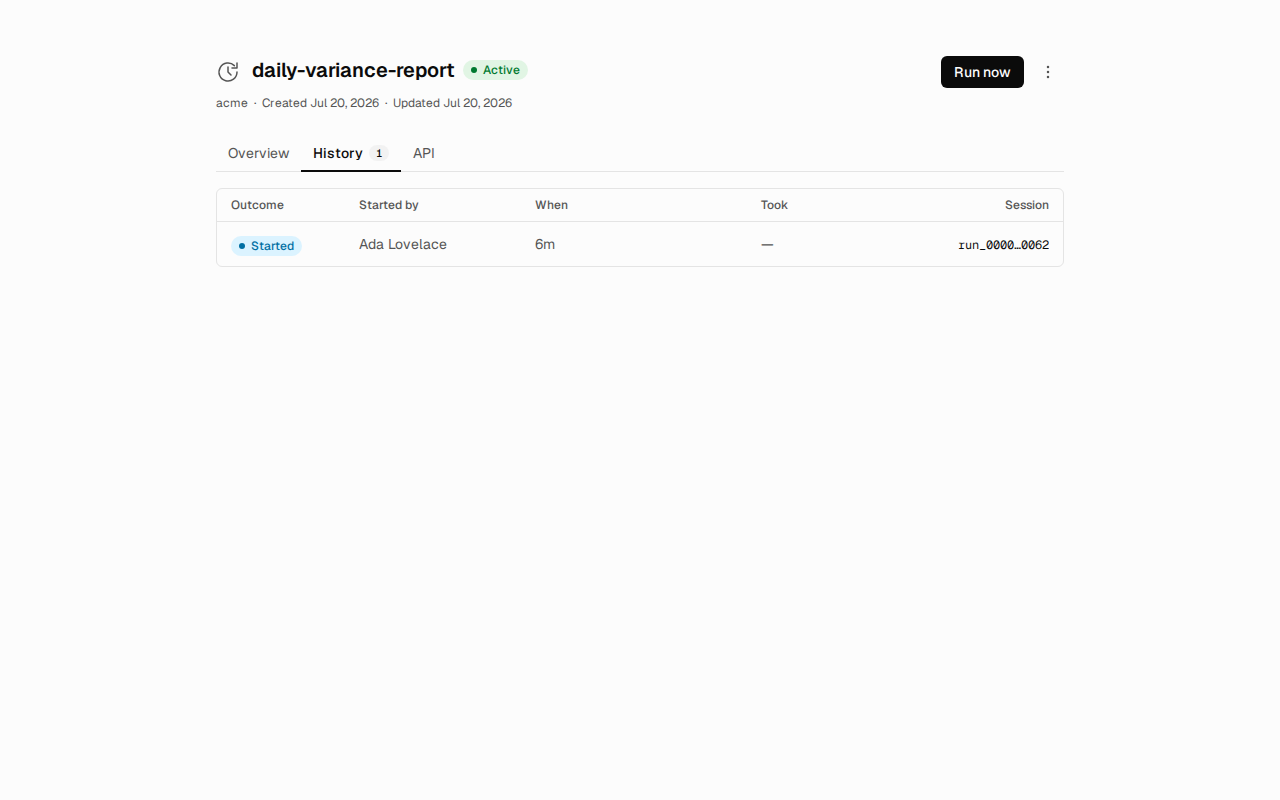 daily-variance-report Active
Run now
acme · Created Jul 20, 2026 · Updated Jul 20, 2026
Overview History 1 API
Outcome Started by When Took Session
Started Ada Lovelace 6m — run_0000…0062